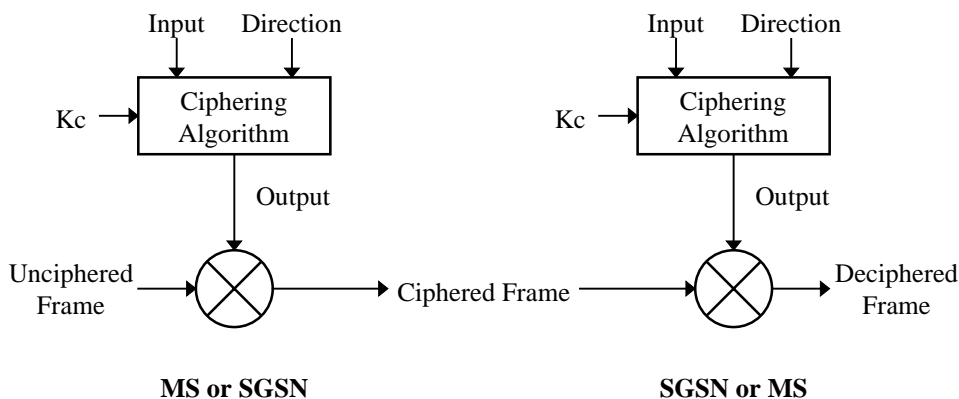 Input Direction
Input Direction
Kc
Ciphering
Algorithm
Kc
Ciphering
Algorithm
Output
Output
Unciphered
Frame
Ciphered Frame
Deciphered
Frame
MS or SGSN
SGSN or MS